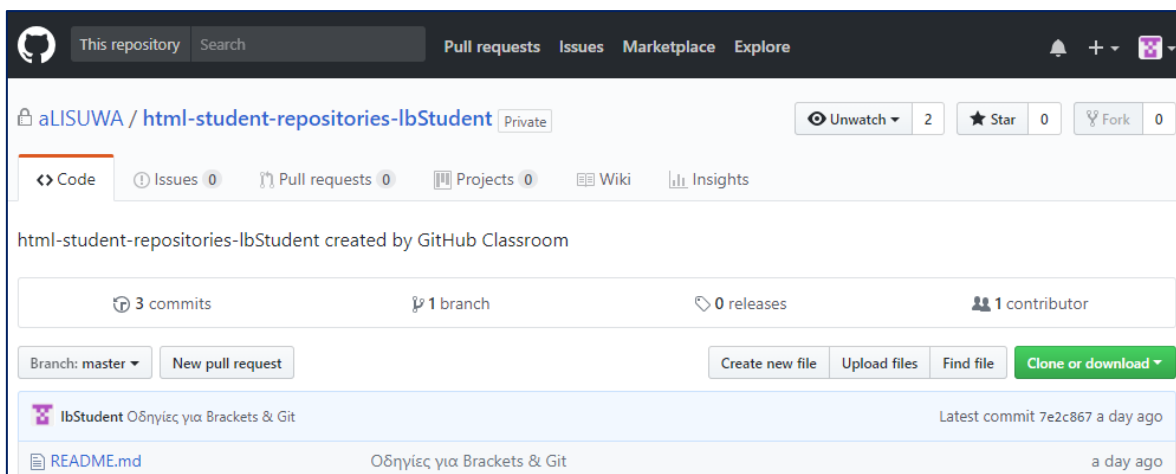 This repository Search Pull requests Issues Marketplace Explore
aLISUWA / html-student-repositories-lbStudent Private Unwatch 2 Star 0 Fork 0
Code Issues 0 Pull requests 0 Projects 0 Wiki Insights
html-student-repositories-lbStudent created by GitHub Classroom
3 commits 1 branch 0 releases 1 contributor
Branch: master New pull request Create new file Upload files Find file Clone or download
lbStudent Οδηγίες για Brackets & Git Latest commit 7e2c867 a day ago
README.md Οδηγίες για Brackets & Git a day ago